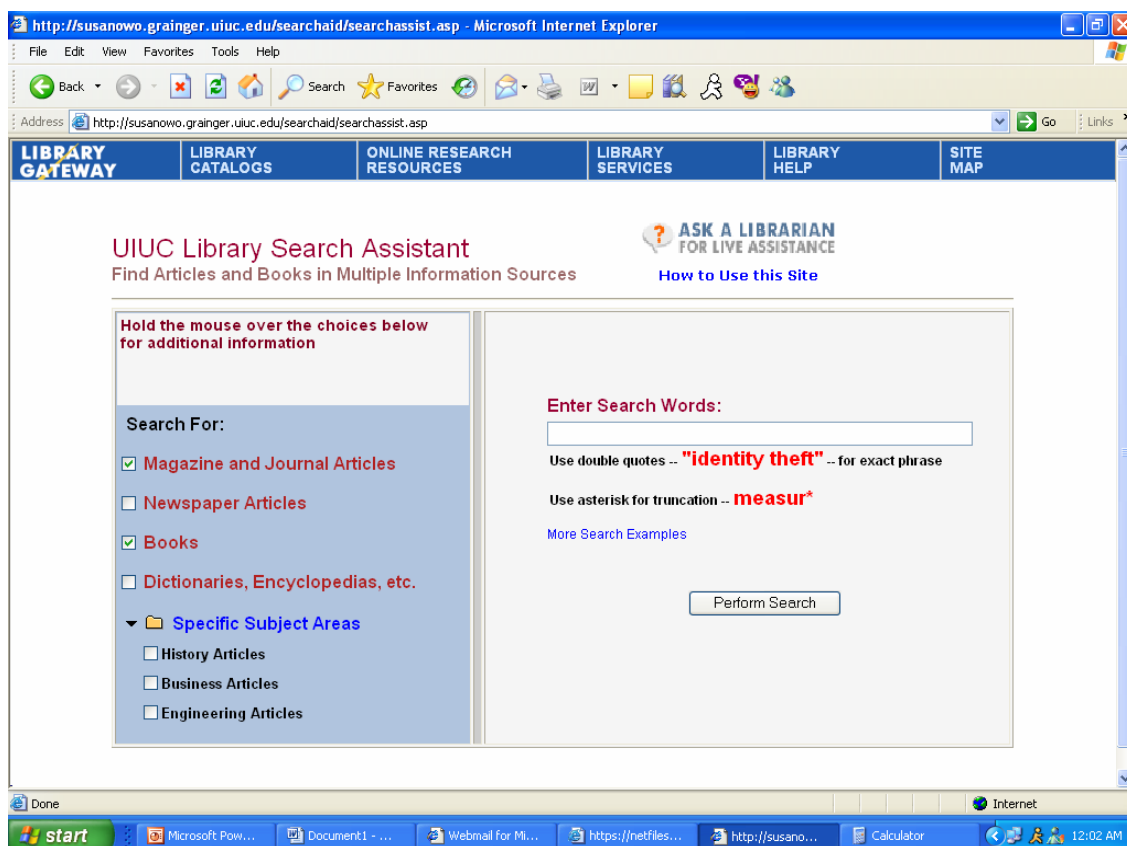 http://susanowo.grainger.uiuc.edu/searchaid/searchassist.asp - Microsoft Internet Explorer
File Edit View Favorites Tools Help
Back Search Favorites
Address http://susanowo.grainger.uiuc.edu/searchaid/searchassist.asp Go Links
LIBRARY GATEWAY
LIBRARY CATALOGS
ONLINE RESEARCH RESOURCES
LIBRARY SERVICES
LIBRARY HELP
SITE MAP
UIUC Library Search Assistant
Find Articles and Books in Multiple Information Sources
ASK A LIBRARIAN
FOR LIVE ASSISTANCE
How to Use this Site
Hold the mouse over the choices below
for additional information
Search For:
Magazine and Journal Articles
Newspaper Articles
Books
Dictionaries, Encyclopedias, etc.
Specific Subject Areas
History Articles
Business Articles
Engineering Articles
Enter Search Words:
Use double quotes -- "identity theft" -- for exact phrase
Use asterisk for truncation -- measur*
More Search Examples
Perform Search
Done Internet
start Microsoft Pow... Document1 - ... Webmail for Mi... https://netfiles... http://susano... Calculator 12:02 AM